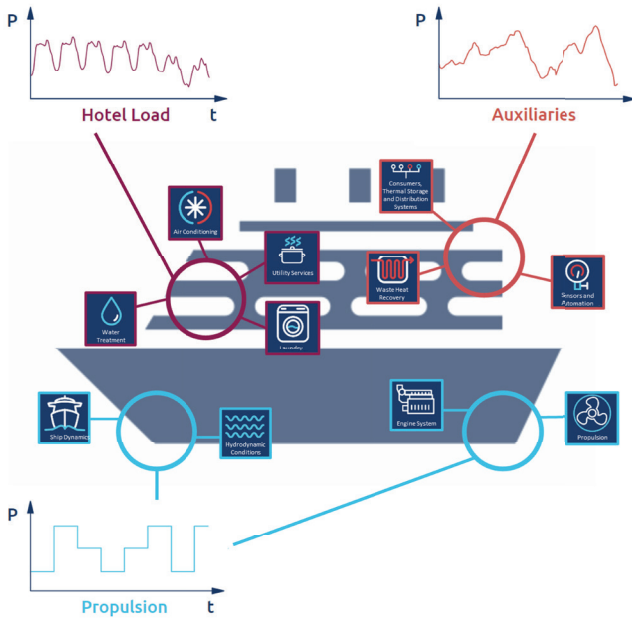 P
t
Hotel Load
P
t
Auxiliaries
Consumers,
Thermal Storage
and Distribution
Systems
Air Conditioning
Utility Services
Waste Heat
Recovery
Sensors and
Automation
Water
Treatment
Laundry
Ship Dynamics
Hydrodynamic
Conditions
Engine System
Propulsion
P
t
Propulsion